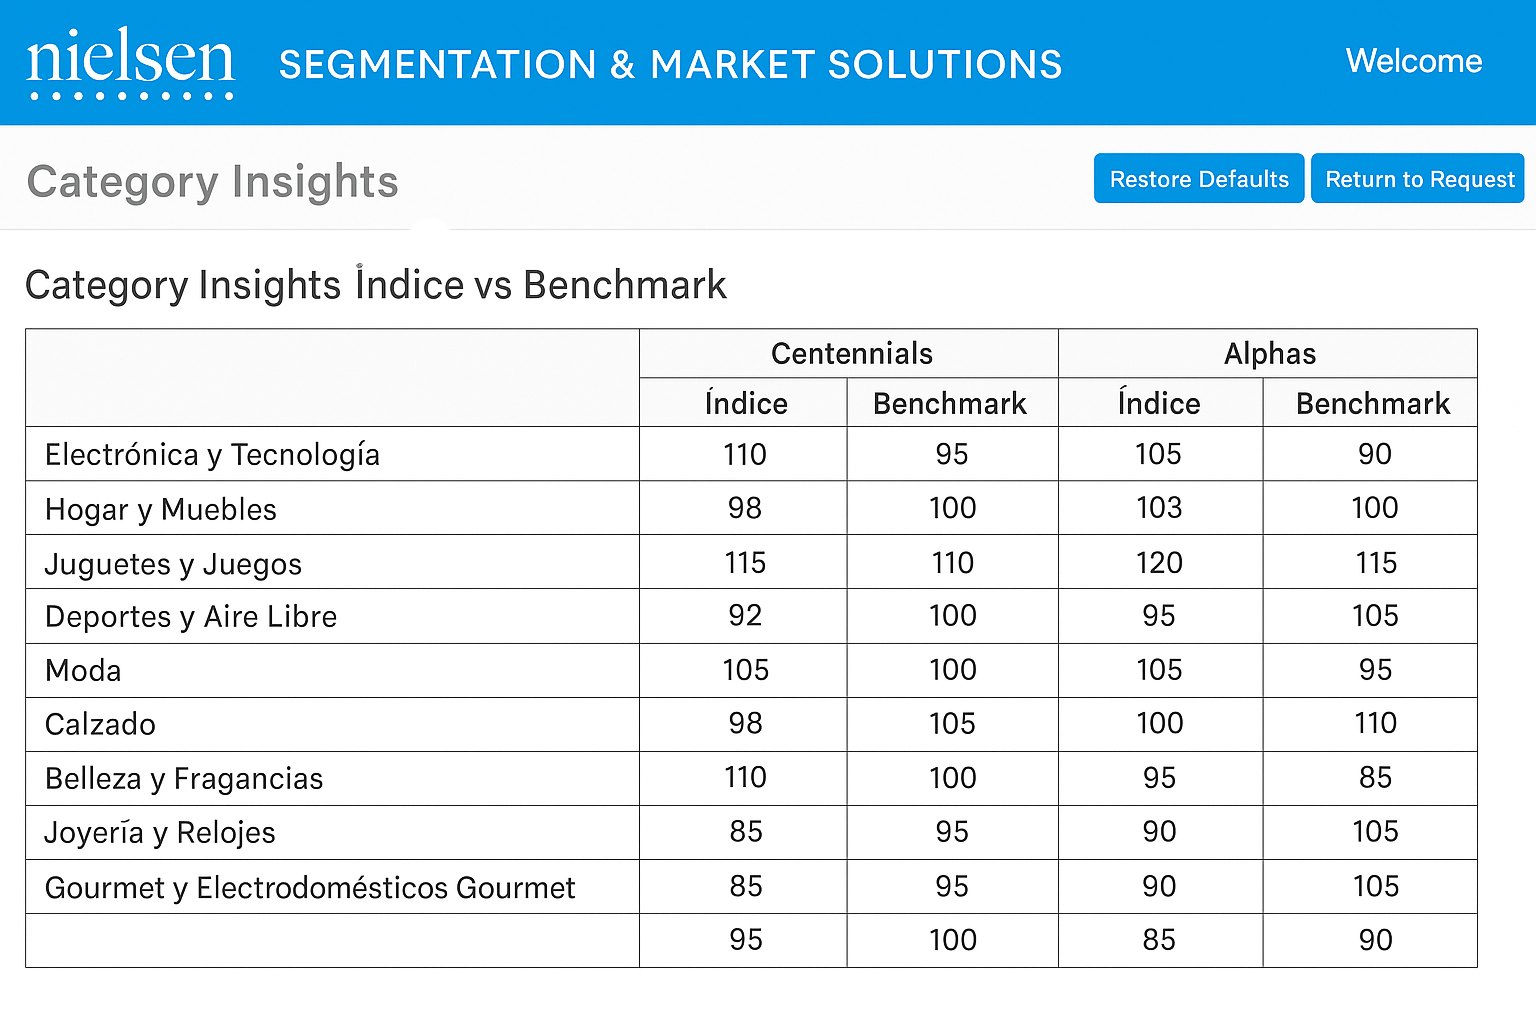 nielsen SEGMENTATION & MARKET SOLUTIONS Welcome
Category Insights Restore Defaults Return to Request
Category Insights Índice vs Benchmark
Centennials Alphas
Índice Benchmark Índice Benchmark
Electrónica y Tecnología 110 95 105 90
Hogar y Muebles 98 100 103 100
Juguetes y Juegos 115 110 120 115
Deportes y Aire Libre 92 100 95 105
Moda 105 100 105 95
Calzado 98 105 100 110
Belleza y Fragancias 110 100 95 85
Joyería y Relojes 85 95 90 105
Gourmet y Electrodomésticos Gourmet 85 95 90 105
95 100 85 90